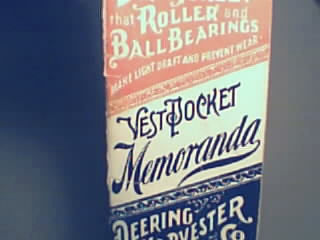 that ROLLER and
BALL BEARINGS
MAKE LIGHT DRAFT AND PREVENT WEAR
VEST POCKET
Memoranda
DEERING
HARVESTER
Co